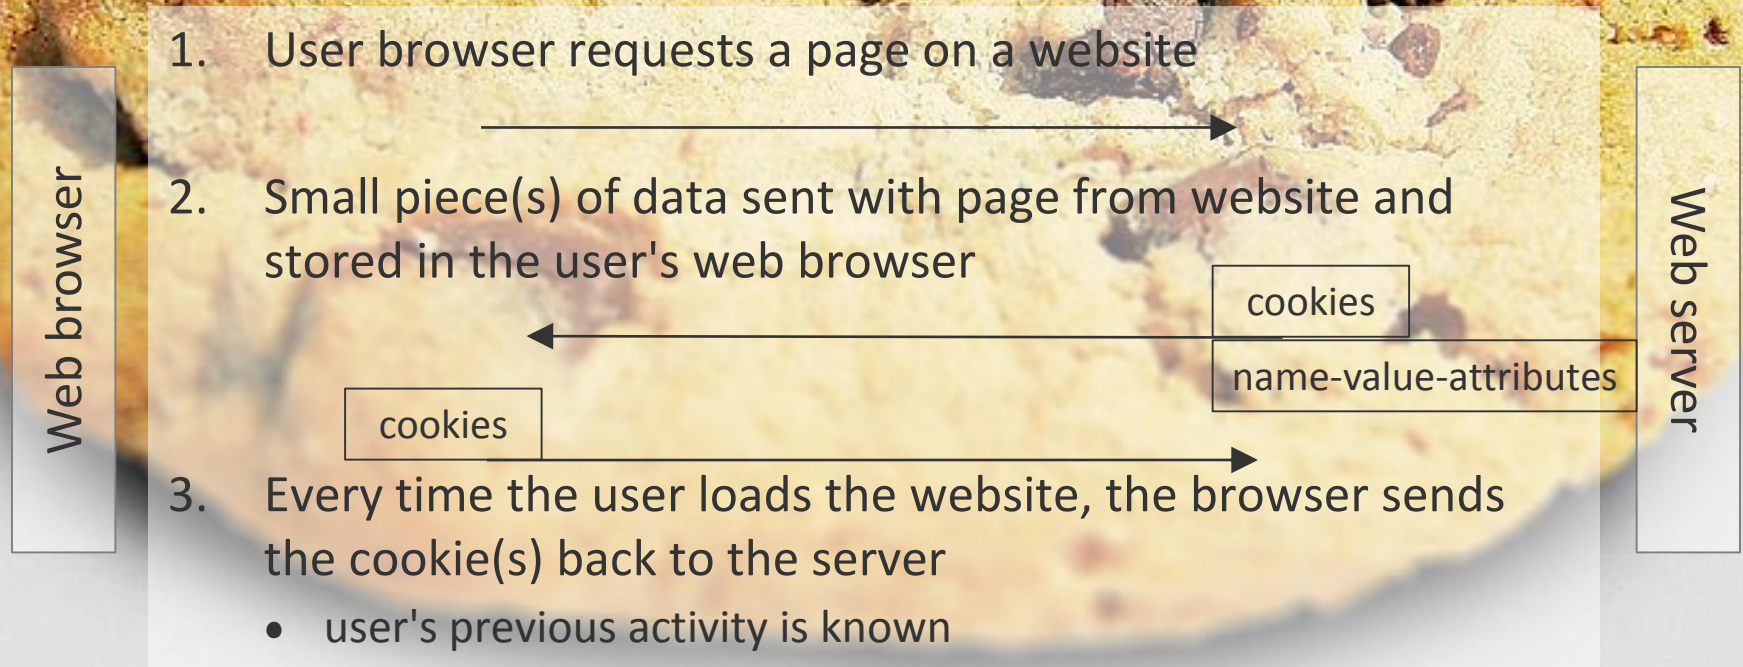 1. User browser requests a page on a website
2. Small piece(s) of data sent with page from website and
stored in the user's web browser
cookies
name-value-attributes
cookies
3. Every time the user loads the website, the browser sends
the cookie(s) back to the server
• user's previous activity is known
Web browser
Web server